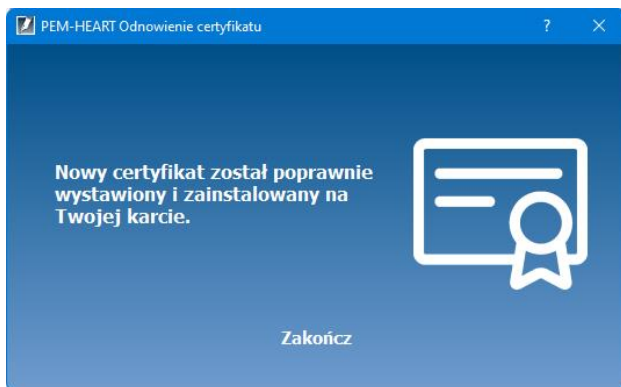 PEM-HEART Odnowienie certyfikatu ? ×
Nowy certyfikat został poprawnie
wystawiony i zainstalowany na
Twojej karcie.
Zakończ